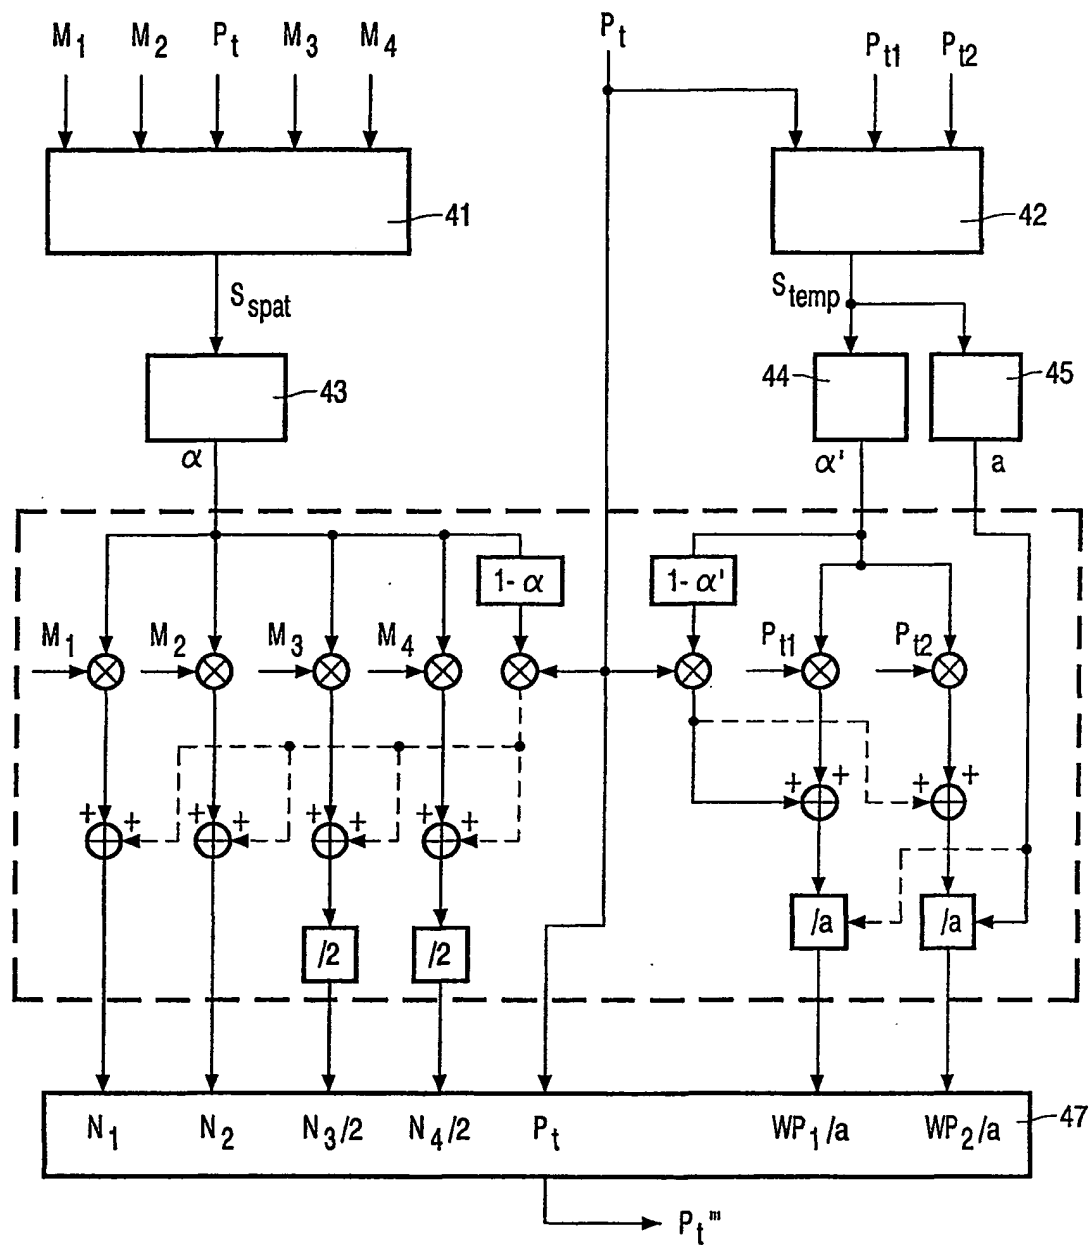 M1 M2 Pt M3 M4 Pt Pt1 Pt2
41 42
Sspat Stemp
43 44 45
α α' a
1- α 1- α'
M1 M2 M3 M4 Pt1 Pt2
+ +
+ +
+ + + + + + + +
/2 /2 /a /a
N1 N2 N3/2 N4/2 Pt WP1/a WP2/a 47
Pt'''